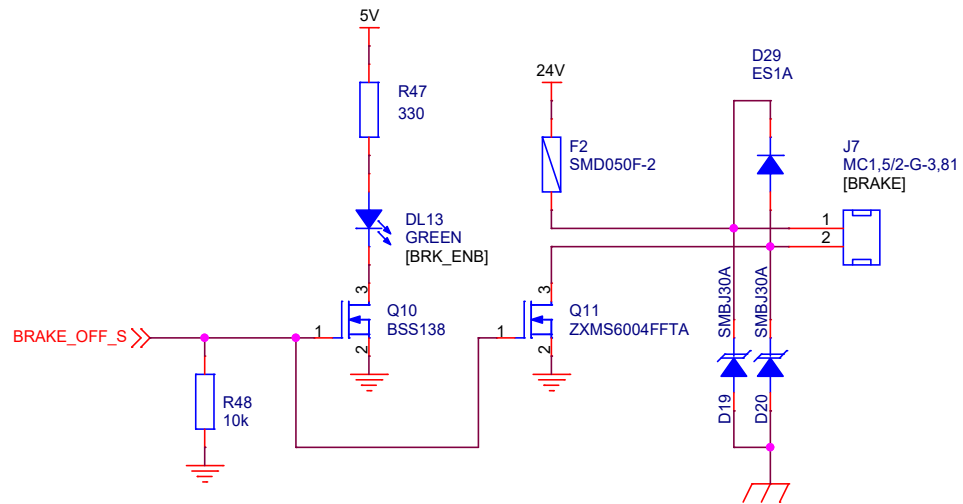 5V
R47
330
DL13
GREEN
[BRK_ENB]
3
Q10
BSS138
1
2
BRAKE_OFF_S
R48
10k
24V
F2
SMD050F-2
3
Q11
ZXMS6004FFTA
1
2
D29
ES1A
J7
MC1,5/2-G-3,81
[BRAKE]
1
2
SMBJ30A
D19
SMBJ30A
D20